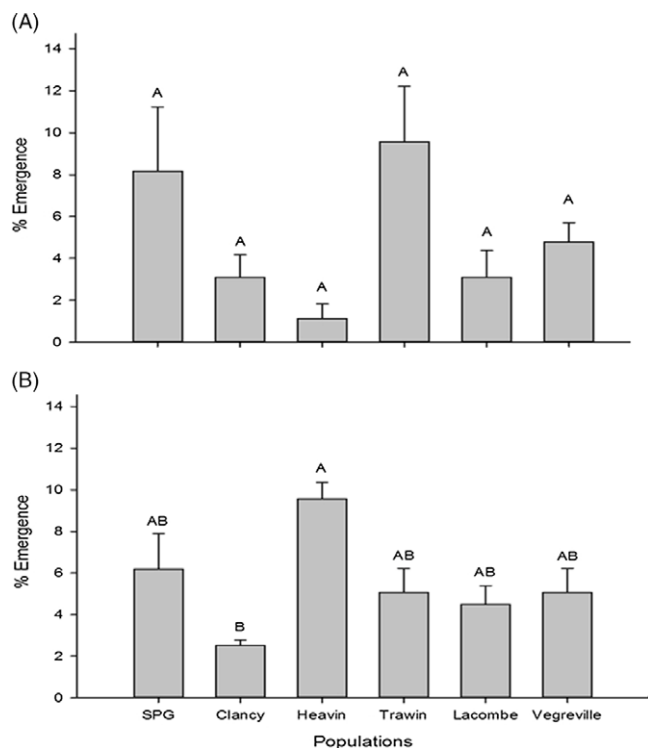 (A)
14
A
A
12
10
A
8
A
6
A
A
4
2
0
% Emergence
(B)
14
12
A
10
AB
8
AB
AB
AB
6
B
4
2
0
% Emergence
SPG Clancy Heavin Trawin Lacombe Vegreville
Populations